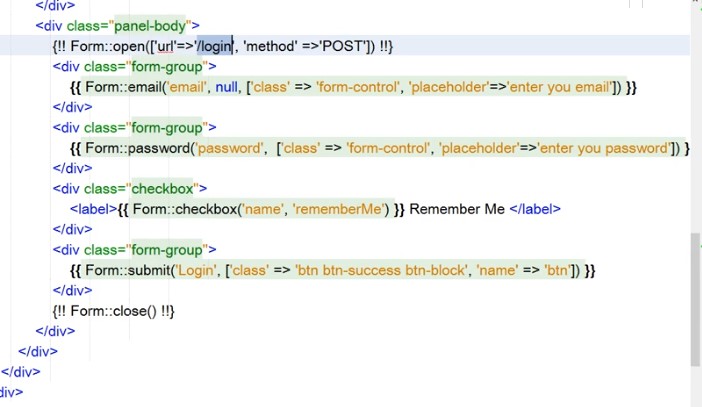 </div>
<div class="panel-body">
{!! Form::open(['url'=>'/login', 'method' =>'POST']) !!}
<div class="form-group">
{{ Form::email('email', null, ['class' => 'form-control', 'placeholder'=>'enter you email']) }}
</div>
<div class="form-group">
{{ Form::password('password',  ['class' => 'form-control', 'placeholder'=>'enter you password']) }
</div>
<div class="checkbox">
<label>{{ Form::checkbox('name', 'rememberMe') }} Remember Me </label>
</div>
<div class="form-group">
{{ Form::submit('Login', ['class' => 'btn btn-success btn-block', 'name' => 'btn']) }}
</div>
{!! Form::close() !!}
</div>
</div>
</div>
div>